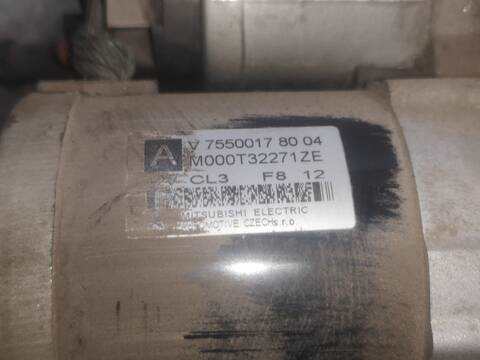 A V 7550017 80 04
M000T32271ZE
CL3 F8 12
MITSUBISHI ELECTRIC
AUTOMOTIVE CZECH s.r.o.